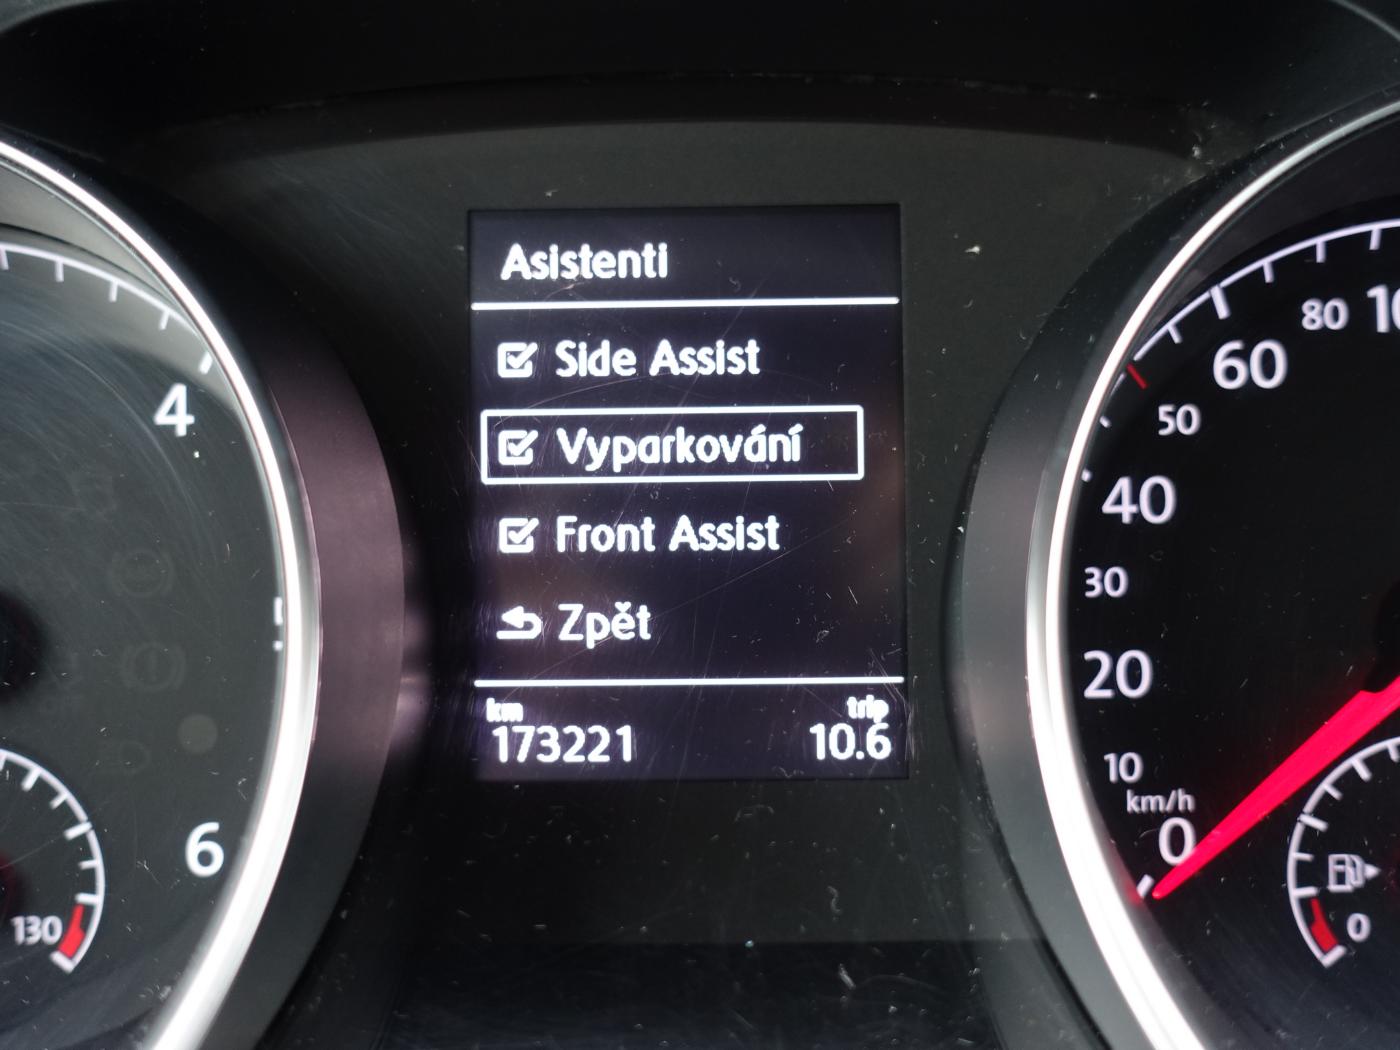 Asistenti
Side Assist
Vyparkování
Front Assist
Zpět
km
trip
173221
10.6
4
6
130
80
60
50
40
30
20
10
km/h
0
0